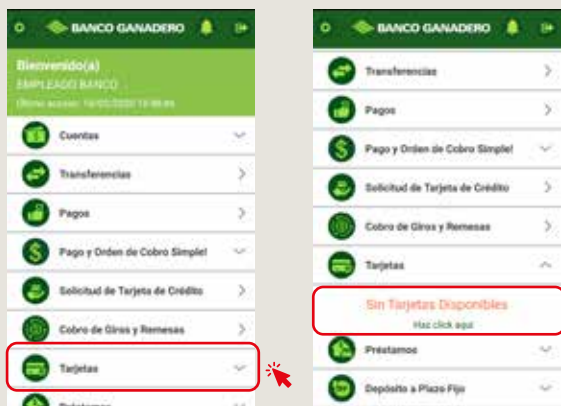 BANCO GANADERO
Bienvenido(a)
EMPLEADO BANCO
Cuentas
Transferencias
Pagos
Pago y Orden de Cobro Simple!
Solicitud de Tarjeta de Crédito
Cobro de Giros y Remesas
Tarjetas
Préstamos
BANCO GANADERO
Transferencias
Pagos
Pago y Orden de Cobro Simple!
Solicitud de Tarjeta de Crédito
Cobro de Giros y Remesas
Tarjetas
Sin Tarjetas Disponibles
Haz click aquí
Préstamos
Depósito a Plazo Fijo